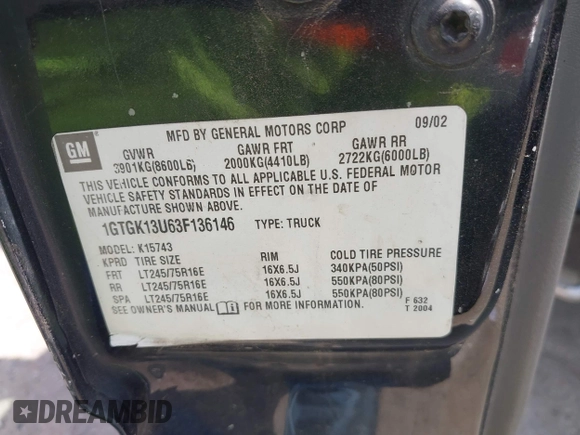 09/02
MFD BY GENERAL MOTORS CORP
GM
GVWR GAWR FRT GAWR RR
3901KG(8600LB) 2000KG(4410LB) 2722KG(6000LB)
THIS VEHICLE CONFORMS TO ALL APPLICABLE U.S. FEDERAL MOTOR
VEHICLE SAFETY STANDARDS IN EFFECT ON THE DATE OF
MANUFACTURE SHOWN ABOVE.
1GTGK13U63F136146 TYPE: TRUCK
MODEL: K15743
KPRD TIRE SIZE RIM COLD TIRE PRESSURE
FRT LT245/75R16E 16X6.5J 340KPA(50PSI)
RR LT245/75R16E 16X6.5J 550KPA(80PSI)
SPA LT245/75R16E 16X6.5J 550KPA(80PSI)
SEE OWNER'S MANUAL i FOR MORE INFORMATION.
F 632
T 2004
DREAMBID